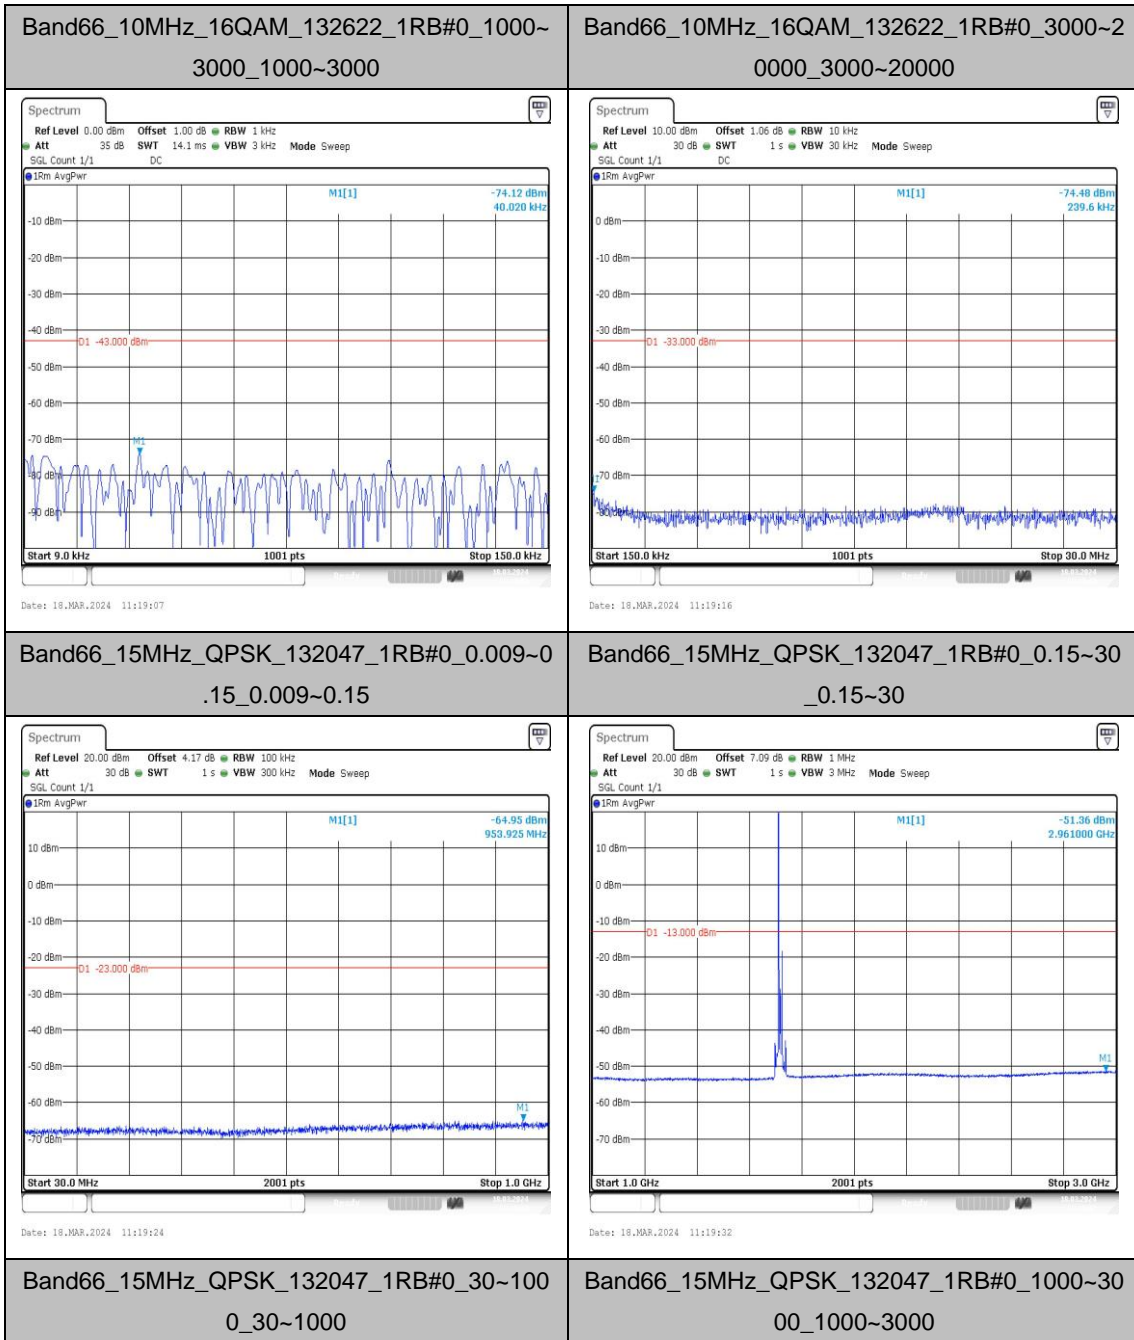 Band66_10MHz_16QAM_132622_1RB#0_1000~
3000_1000~3000
Band66_10MHz_16QAM_132622_1RB#0_3000~2
0000_3000~20000
Spectrum
Ref Level 0.00 dBm Offset 1.00 dB RBW 1 kHz
Att 35 dB SWT 14.1 ms VBW 3 kHz Mode Sweep
SGL Count 1/1 DC
1Rm AvgPwr
M1[1] -74.12 dBm
40.020 kHz
-10 dBm
-20 dBm
-30 dBm
-40 dBm
D1 -43.000 dBm
-50 dBm
-60 dBm
-70 dBm
M1
-80 dBm
-90 dBm
Start 9.0 kHz 1001 pts Stop 150.0 kHz
Date: 18.MAR.2024 11:19:07
Spectrum
Ref Level 10.00 dBm Offset 1.06 dB RBW 10 kHz
Att 30 dB SWT 1 s VBW 30 kHz Mode Sweep
SGL Count 1/1 DC
1Rm AvgPwr
M1[1] -74.48 dBm
239.6 kHz
0 dBm
-10 dBm
-20 dBm
-30 dBm
D1 -33.000 dBm
-40 dBm
-50 dBm
-60 dBm
-70 dBm
-80 dBm
Start 150.0 kHz 1001 pts Stop 30.0 MHz
Date: 18.MAR.2024 11:19:16
Band66_15MHz_QPSK_132047_1RB#0_0.009~0
.15_0.009~0.15
Band66_15MHz_QPSK_132047_1RB#0_0.15~30
_0.15~30
Spectrum
Ref Level 20.00 dBm Offset 4.17 dB RBW 100 kHz
Att 30 dB SWT 1 s VBW 300 kHz Mode Sweep
SGL Count 1/1
1Rm AvgPwr
M1[1] -64.95 dBm
953.925 MHz
10 dBm
0 dBm
-10 dBm
-20 dBm
D1 -23.000 dBm
-30 dBm
-40 dBm
-50 dBm
-60 dBm
M1
-70 dBm
Start 30.0 MHz 2001 pts Stop 1.0 GHz
Date: 18.MAR.2024 11:19:24
Spectrum
Ref Level 20.00 dBm Offset 7.09 dB RBW 1 MHz
Att 30 dB SWT 1 s VBW 3 MHz Mode Sweep
SGL Count 1/1
1Rm AvgPwr
M1[1] -51.36 dBm
2.961000 GHz
10 dBm
0 dBm
-10 dBm
D1 -13.000 dBm
-20 dBm
-30 dBm
-40 dBm
-50 dBm
M1
-60 dBm
-70 dBm
Start 1.0 GHz 2001 pts Stop 3.0 GHz
Date: 18.MAR.2024 11:19:32
Band66_15MHz_QPSK_132047_1RB#0_30~100
0_30~1000
Band66_15MHz_QPSK_132047_1RB#0_1000~30
00_1000~3000